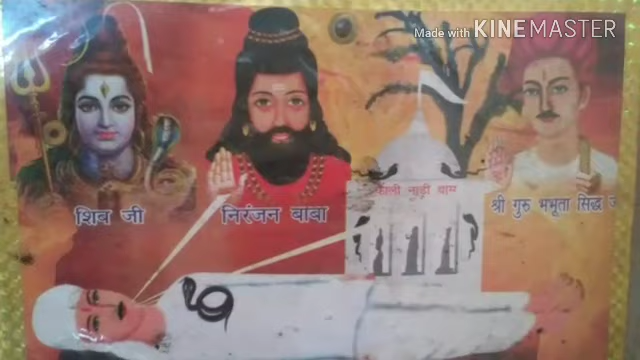 Made with KINEMASTER
शिव जी
निरंजन बाबा
काली नाड़ी धाम
श्री गुरु भभूता सिद्ध